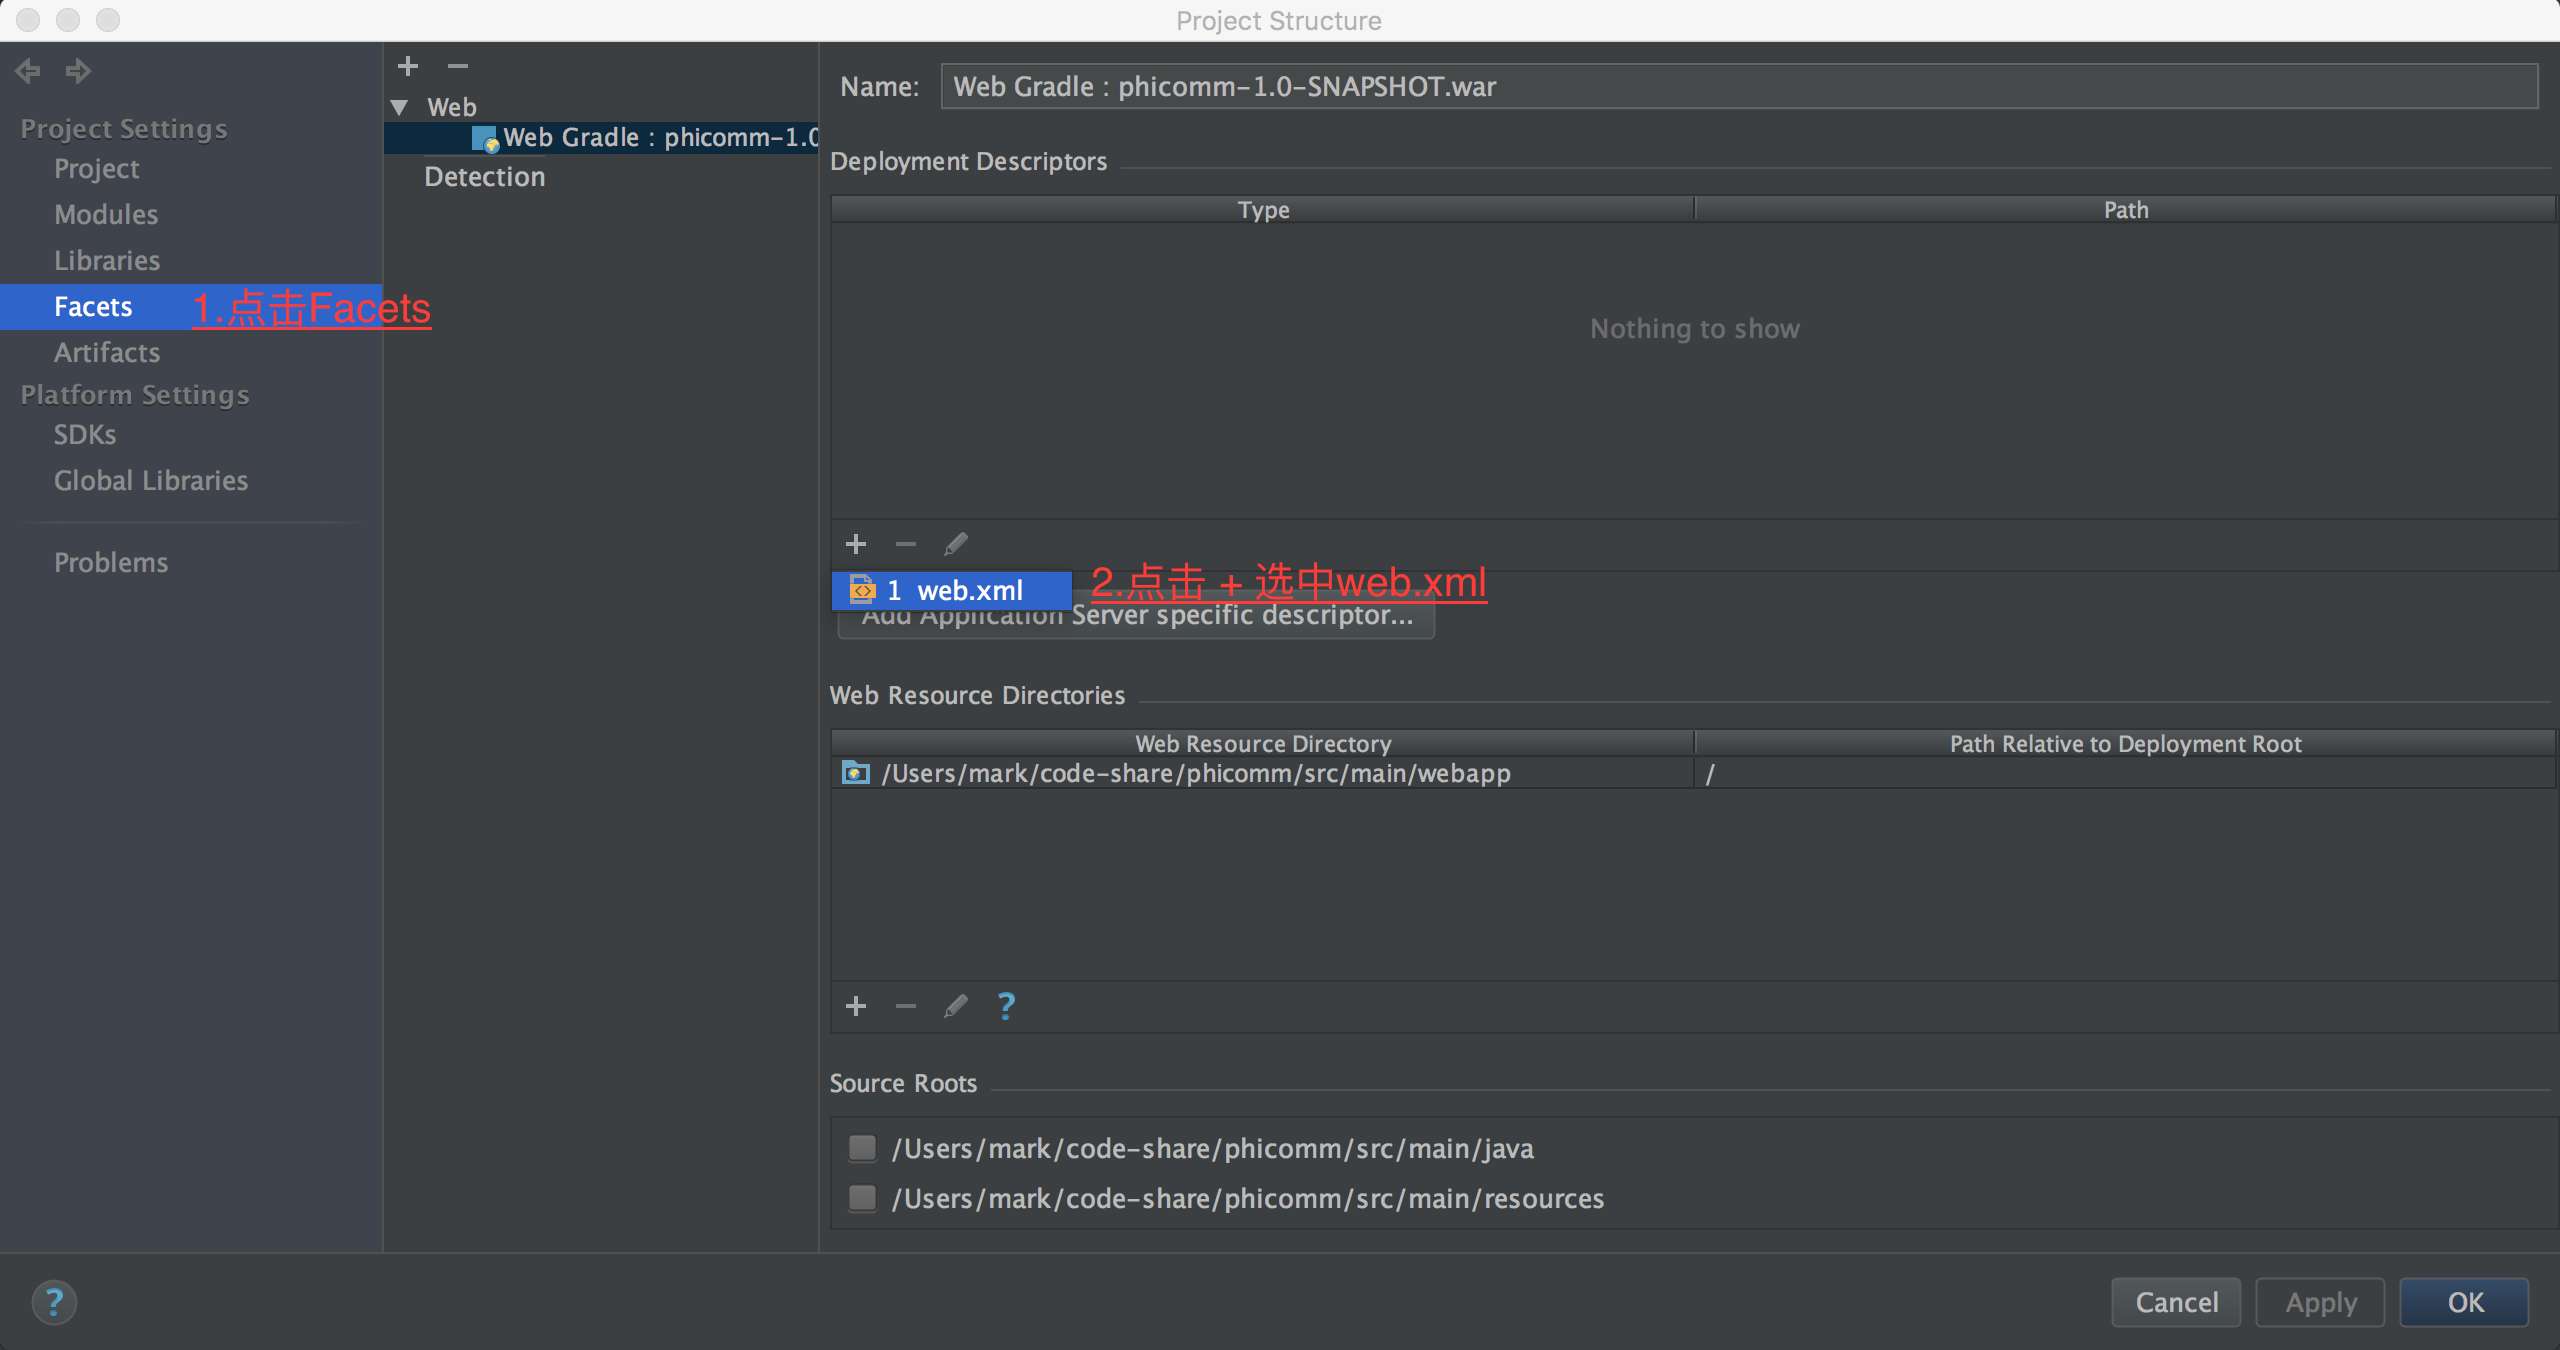 Project Structure
Project Settings
Project
Modules
Libraries
Facets
1.点击Facets
Artifacts
Platform Settings
SDKs
Global Libraries
Problems
Web
Web Gradle : phicomm-1.0
Detection
Name: Web Gradle : phicomm-1.0-SNAPSHOT.war
Deployment Descriptors
Type Path
Nothing to show
1 web.xml
2.点击 + 选中web.xml
Add Application Server specific descriptor...
Web Resource Directories
Web Resource Directory Path Relative to Deployment Root
/Users/mark/code-share/phicomm/src/main/webapp /
?
Source Roots
/Users/mark/code-share/phicomm/src/main/java
/Users/mark/code-share/phicomm/src/main/resources
? Cancel Apply OK